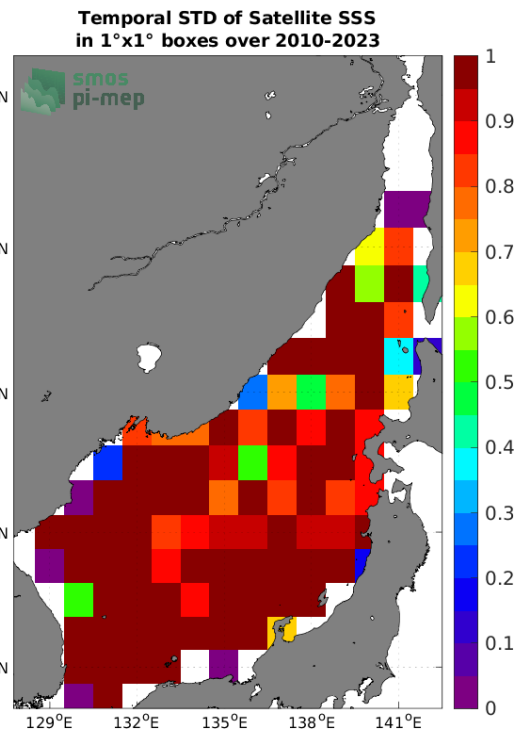 Temporal STD of Satellite SSS
in 1°x1° boxes over 2010-2023
smos
pi-mep
N
N
N
N
N
1
0.9
0.8
0.7
0.6
0.5
0.4
0.3
0.2
0.1
0
129°E 132°E 135°E 138°E 141°E